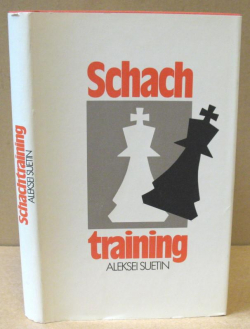 Schach
training
ALEKSEI SUETIN
Schachtraining
ALEKSEI SUETIN